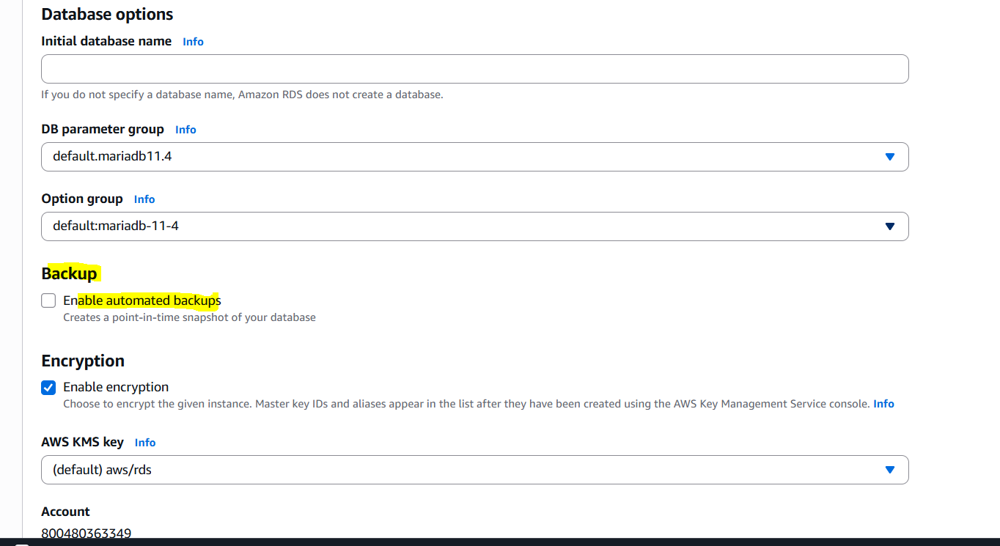 Database options
Initial database name Info
If you do not specify a database name, Amazon RDS does not create a database.
DB parameter group Info
default.mariadb11.4
Option group Info
default:mariadb-11-4
Backup
Enable automated backups
Creates a point-in-time snapshot of your database
Encryption
Enable encryption
Choose to encrypt the given instance. Master key IDs and aliases appear in the list after they have been created using the AWS Key Management Service console. Info
AWS KMS key Info
(default) aws/rds
Account
800480363349